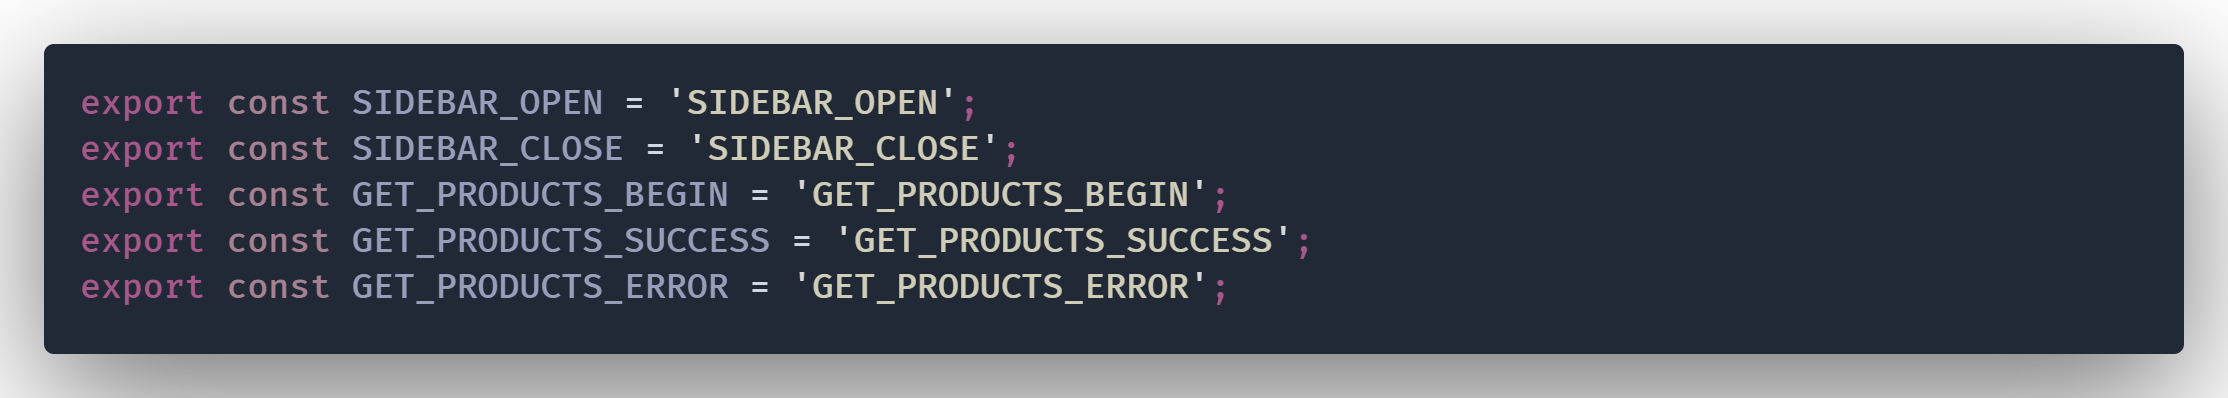 export const SIDEBAR_OPEN = 'SIDEBAR_OPEN';
export const SIDEBAR_CLOSE = 'SIDEBAR_CLOSE';
export const GET_PRODUCTS_BEGIN = 'GET_PRODUCTS_BEGIN';
export const GET_PRODUCTS_SUCCESS = 'GET_PRODUCTS_SUCCESS';
export const GET_PRODUCTS_ERROR = 'GET_PRODUCTS_ERROR';